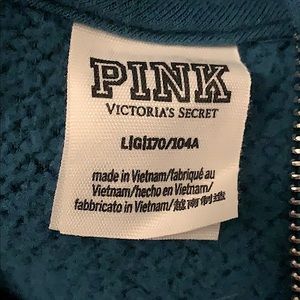 PINK
VICTORIA'S SECRET
L|G|170/104A
made in Vietnam/fabriqué au
Vietnam/hecho en Vietnam/
fabbricato in Vietnam/越南制造